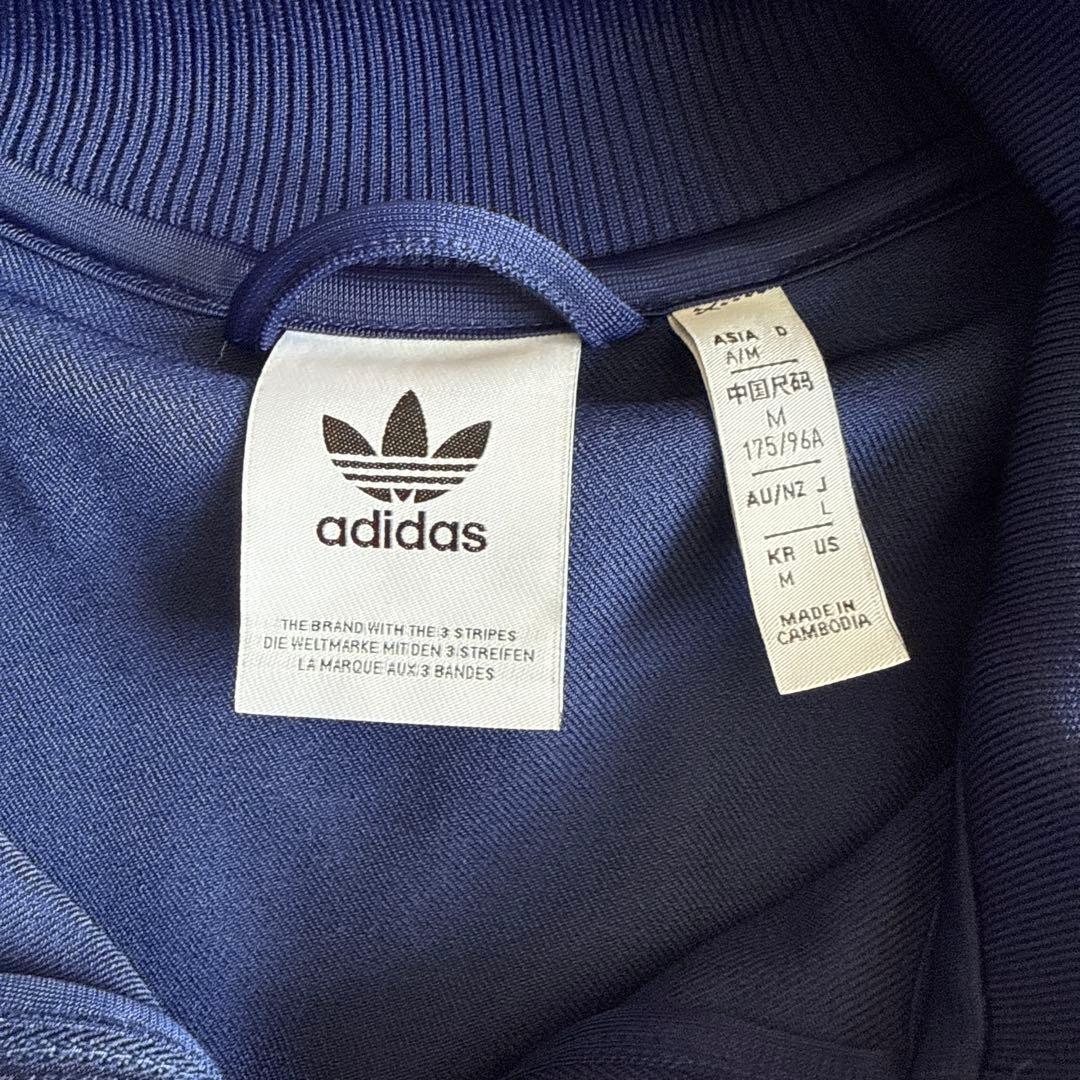 adidas
THE BRAND WITH THE 3 STRIPES
DIE WELTMARKE MIT DEN 3 STREIFEN
LA MARQUE AUX 3 BANDES
ASIA D
A/M
中国尺码
M
175/96A
AU/NZ J
L
KR US
M
MADE IN
CAMBODIA